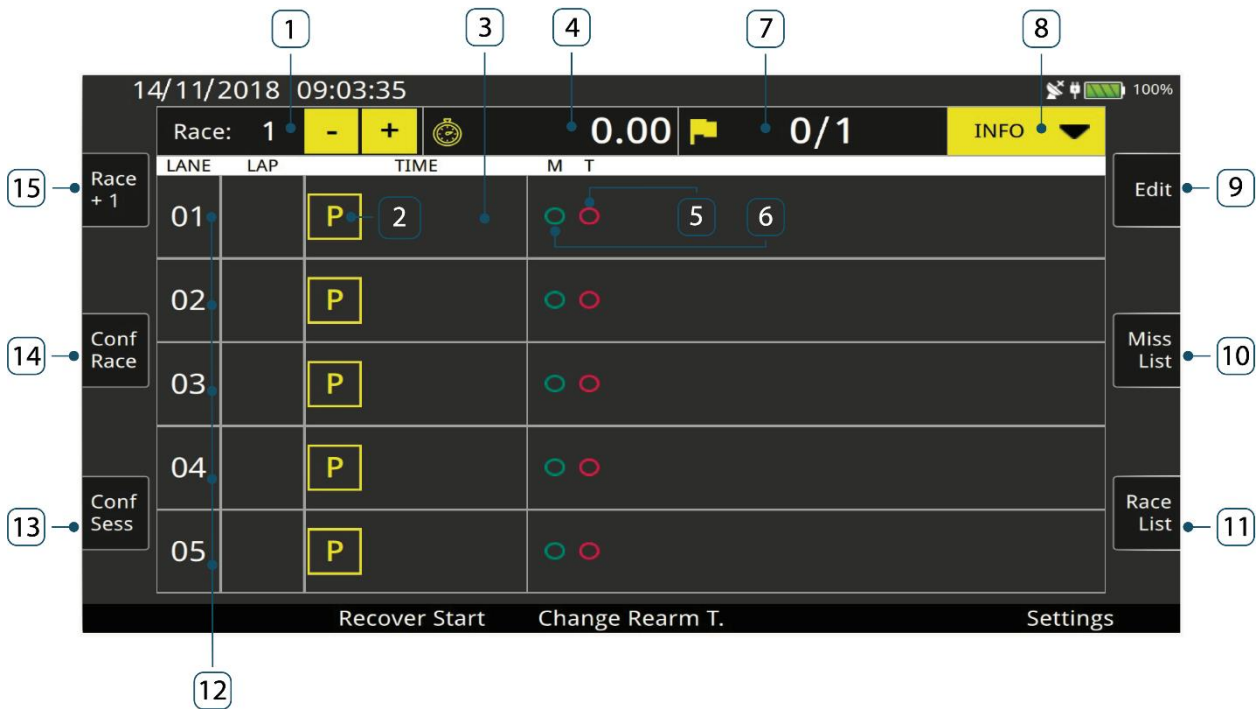 1 3 4 7 8
14/11/2018 09:03:35 100%
Race: 1 - + 0.00 0/1 INFO
LANE LAP TIME M T
15 Race + 1
01 P 2 5 6
Edit 9
02 P
14 Conf Race
Miss List 10
03 P
04 P
13 Conf Sess
Race List 11
05 P
Recover Start Change Rearm T. Settings
12